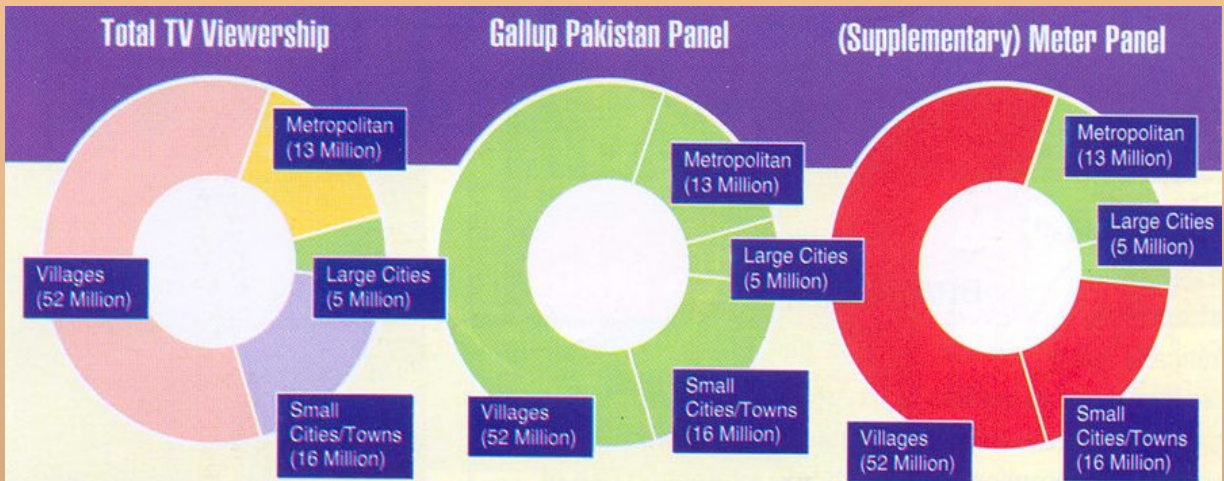 Total TV Viewership
Metropolitan
(13 Million)
Villages
(52 Million)
Large Cities
(5 Million)
Small
Cities/Towns
(16 Million)
Gallup Pakistan Panel
Metropolitan
(13 Million)
Large Cities
(5 Million)
Villages
(52 Million)
Small
Cities/Towns
(16 Million)
(Supplementary) Meter Panel
Metropolitan
(13 Million)
Large Cities
(5 Million)
Villages
(52 Million)
Small
Cities/Towns
(16 Million)